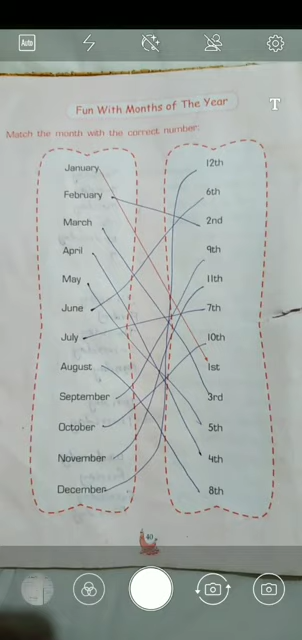 Auto
Fun With Months of The Year
T
Match the month with the correct number:
January 12th
February 6th
March 2nd
April 9th
May 11th
June 7th
July 10th
August 1st
September 3rd
October 5th
November 4th
December 8th
40